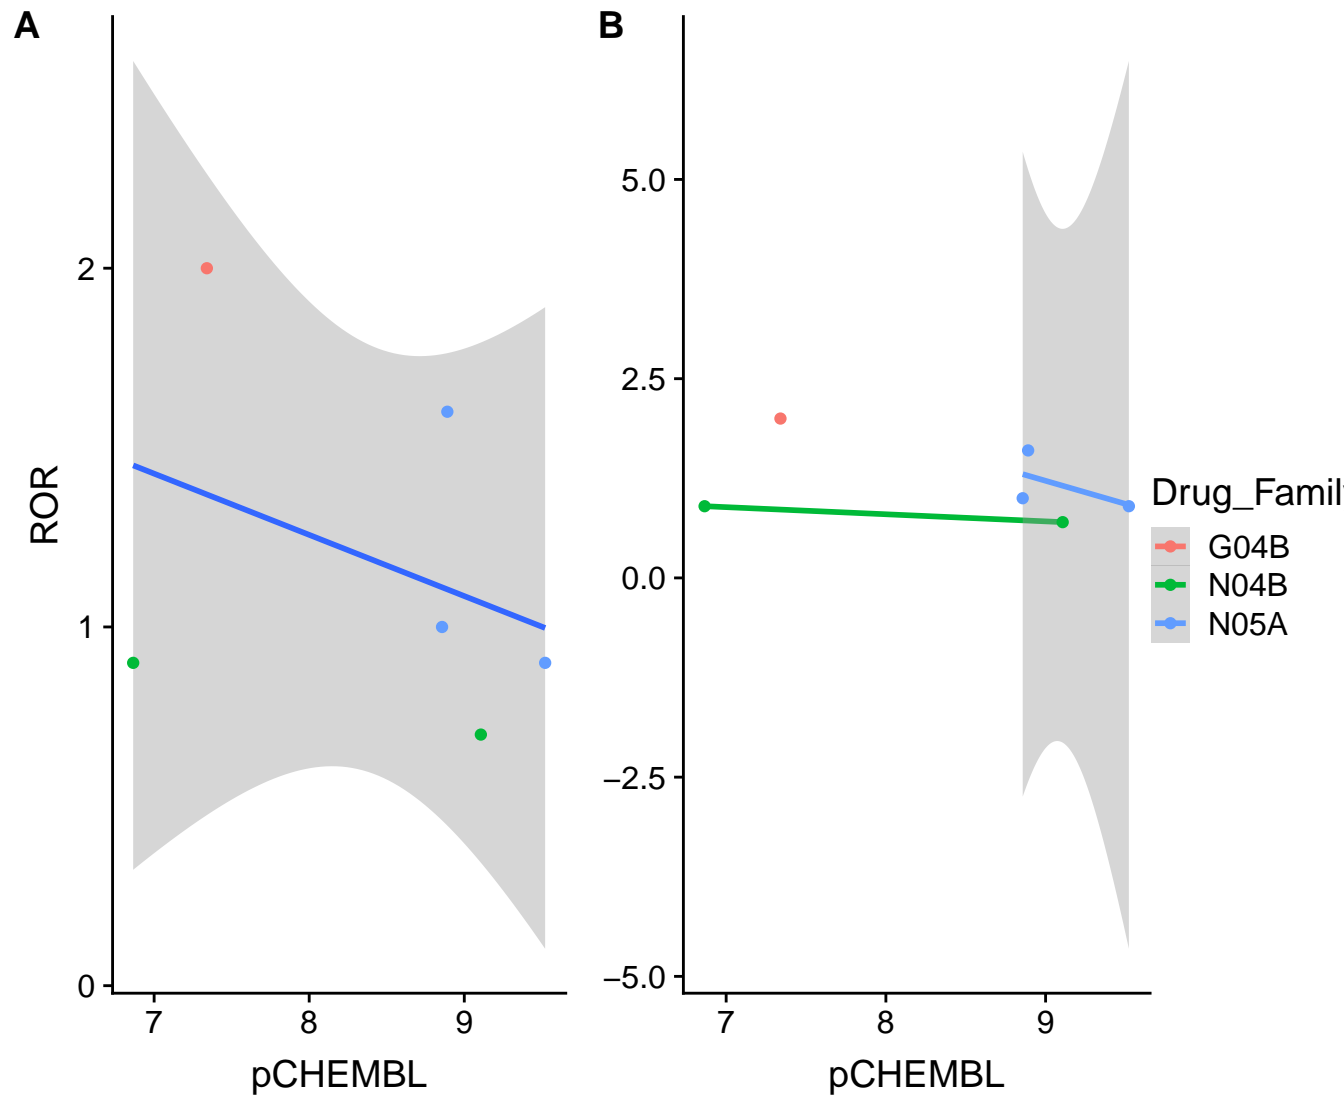 A
B
ROR
2
1
0
7 8 9
pCHEMBL
5.0
2.5
0.0
−2.5
−5.0
7 8 9
pCHEMBL
Drug_Famil
G04B
N04B
N05A